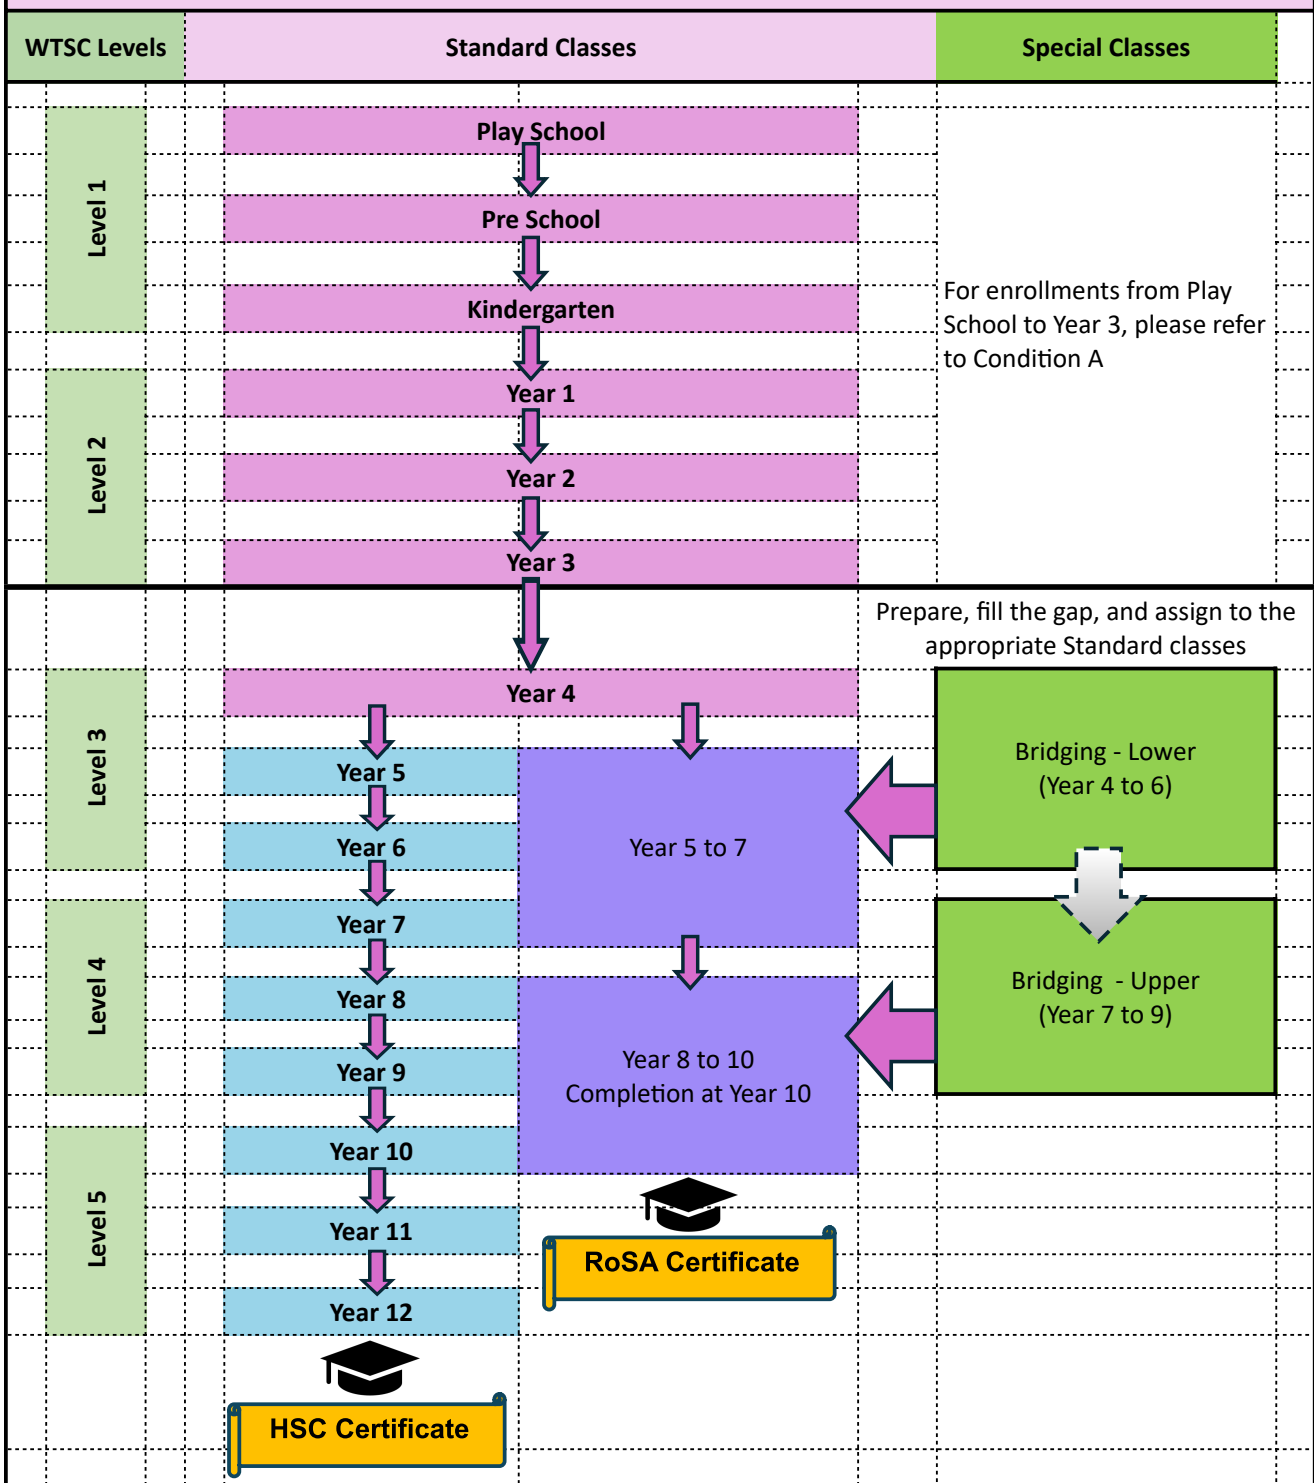 WTSC Levels
Standard Classes
Special Classes
Level 1
Play School
Pre School
Kindergarten
For enrollments from Play
School to Year 3, please refer
to Condition A
Level 2
Year 1
Year 2
Year 3
Prepare, fill the gap, and assign to the
appropriate Standard classes
Level 3
Year 4
Year 5
Year 6
Year 5 to 7
Bridging - Lower
(Year 4 to 6)
Level 4
Year 7
Year 8
Year 9
Year 8 to 10
Completion at Year 10
Bridging - Upper
(Year 7 to 9)
Level 5
Year 10
Year 11
Year 12
RoSA Certificate
HSC Certificate